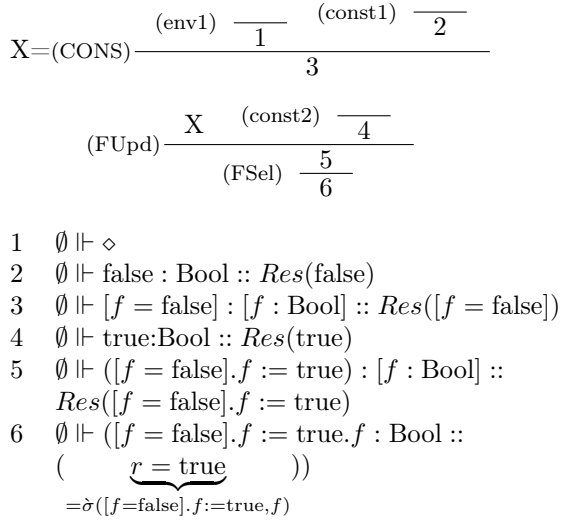 (env1) (const1)
1 2
X=(CONS)
3
X (const2)
4
(FUpd)
5
(FSel)
6
1 ∅ ⊩ ⋄
2 ∅ ⊩ false : Bool :: Res(false)
3 ∅ ⊩ [f = false] : [f : Bool] :: Res([f = false])
4 ∅ ⊩ true:Bool :: Res(true)
5 ∅ ⊩ ([f = false].f := true) : [f : Bool] ::
Res([f = false].f := true)
6 ∅ ⊩ ([f = false].f := true.f : Bool ::
( r = true ))
=σ̀([f=false].f:=true,f)